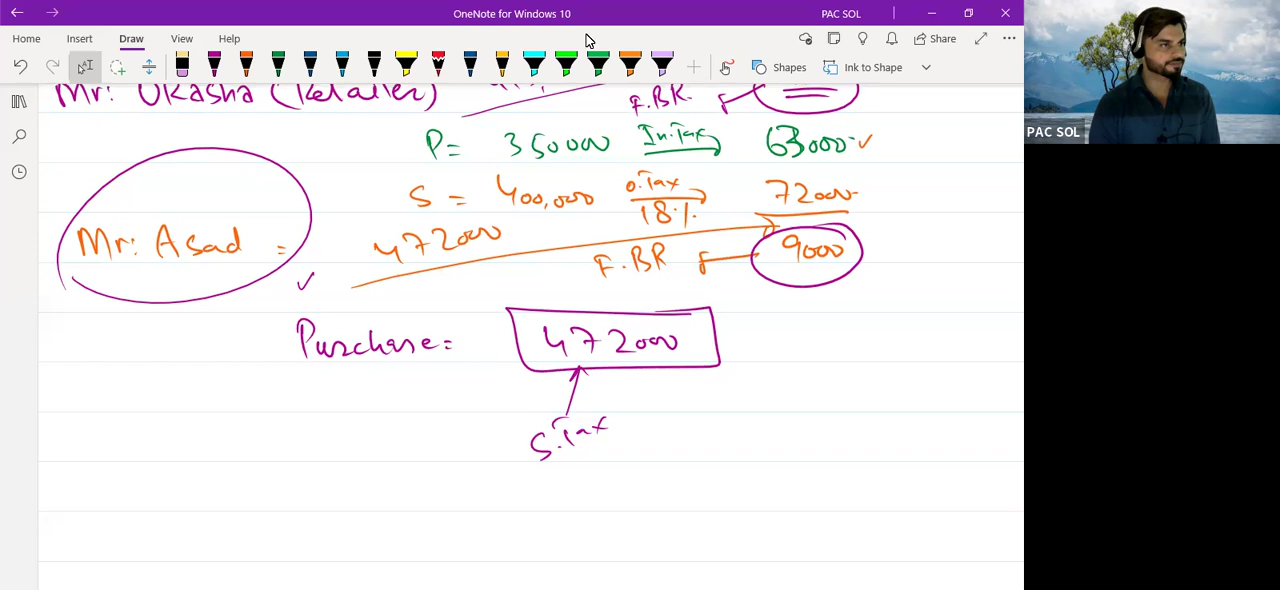 OneNote for Windows 10
PAC SOL
Home Insert Draw View Help
Share
Shapes
Ink to Shape
Mr: Ukasha (Retailer)
F.BR
P = 350000 In.Tax 63000
S = 400,000 O.Tax 18% 72000
Mr: Asad = 472000
F.BR 9000
Purchase = 472000
S.Tax
PAC SOL